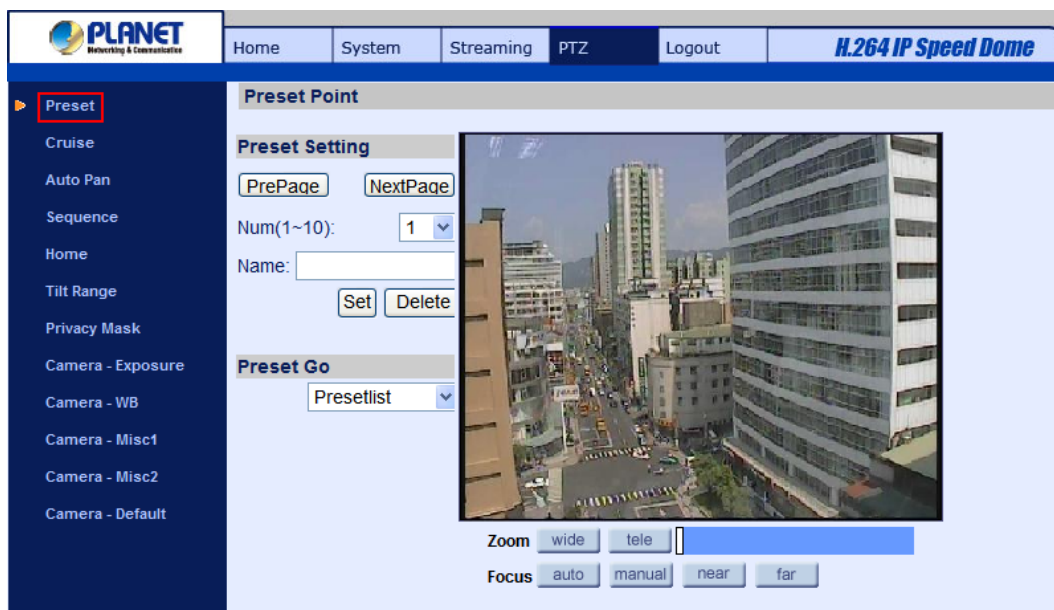 PLANET
Networking & Communication
Home
System
Streaming
PTZ
Logout
H.264 IP Speed Dome
Preset
Cruise
Auto Pan
Sequence
Home
Tilt Range
Privacy Mask
Camera - Exposure
Camera - WB
Camera - Misc1
Camera - Misc2
Camera - Default
Preset Point
Preset Setting
PrePage NextPage
Num(1~10): 1
Name:
Set Delete
Preset Go
Presetlist
Zoom wide tele
Focus auto manual near far